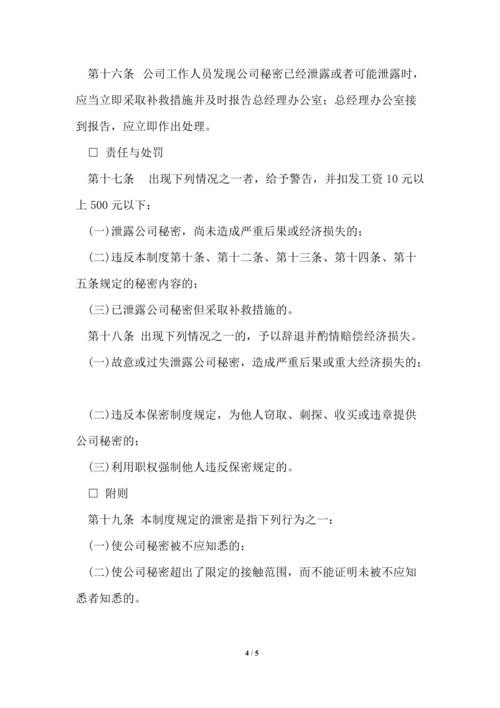 第十六条 公司工作人员发现公司秘密已经泄露或者可能泄露时，
应当立即采取补救措施并及时报告总经理办公室；总经理办公室接
到报告，应立即作出处理。
□ 责任与处罚
第十七条 出现下列情况之一者，给予警告，并扣发工资10元以
上500元以下：
(一)泄露公司秘密，尚未造成严重后果或经济损失的；
(二)违反本制度第十条、第十二条、第十三条、第十四条、第十
五条规定的秘密内容的；
(三)已泄露公司秘密但采取补救措施的。
第十八条 出现下列情况之一的，予以辞退并酌情赔偿经济损失。
(一)故意或过失泄露公司秘密，造成严重后果或重大经济损失的；
(二)违反本保密制度规定，为他人窃取、刺探、收买或违章提供
公司秘密的；
(三)利用职权强制他人违反保密规定的。
□ 附则
第十九条 本制度规定的泄密是指下列行为之一：
(一)使公司秘密被不应知悉的；
(二)使公司秘密超出了限定的接触范围，而不能证明未被不应知
悉者知悉的。
4 / 5